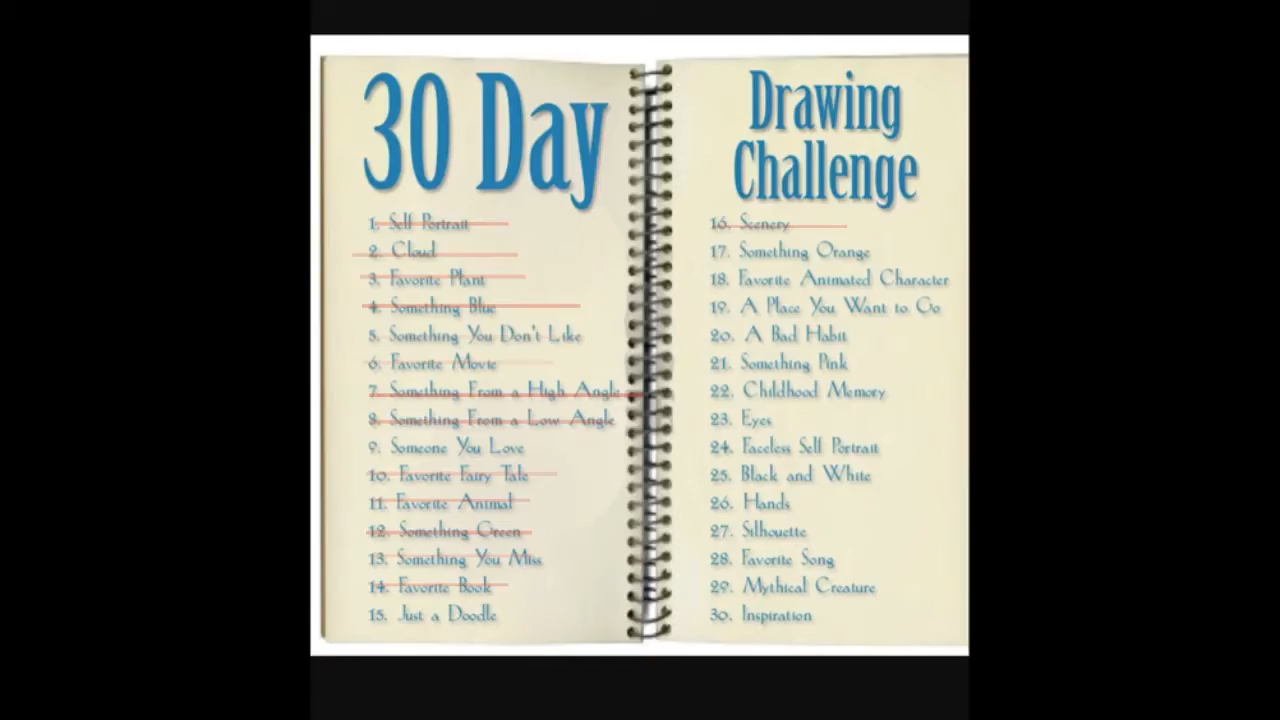 30 Day
1. Self Portrait
2. Cloud
3. Favorite Plant
4. Something Blue
5. Something You Don't Like
6. Favorite Movie
7. Something From a High Angle
8. Something From a Low Angle
9. Someone You Love
10. Favorite Fairy Tale
11. Favorite Animal
12. Something Green
13. Something You Miss
14. Favorite Book
15. Just a Doodle
Drawing
Challenge
16. Scenery
17. Something Orange
18. Favorite Animated Character
19. A Place You Want to Go
20. A Bad Habit
21. Something Pink
22. Childhood Memory
23. Eyes
24. Faceless Self Portrait
25. Black and White
26. Hands
27. Silhouette
28. Favorite Song
29. Mythical Creature
30. Inspiration